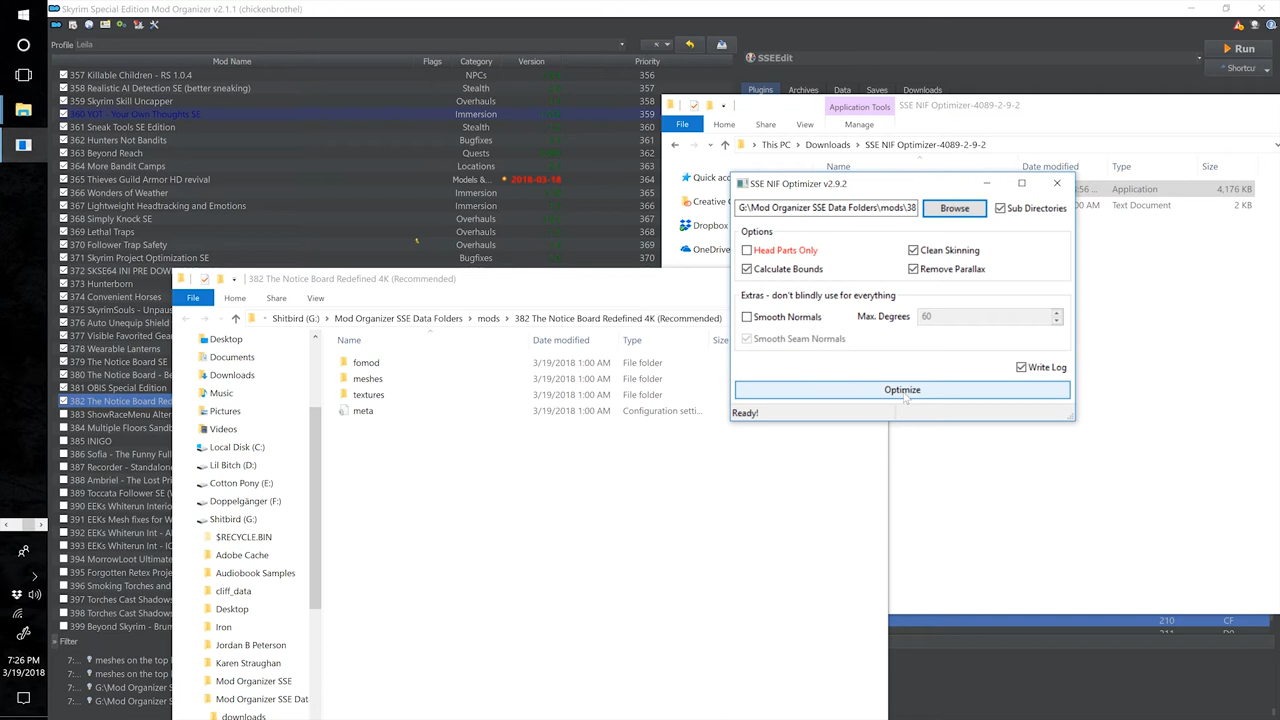 Skyrim Special Edition Mod Organizer v2.1.1 (chickenbrothel)
Profile Leila
SSEEdit
Run
Shortcu
Mod Name Flags Category Version Priority
Plugins Archives Data Saves Downloads
357 Killable Children - RS 1.0.4 NPCs 356
358 Realistic AI Detection SE (better sneaking) Stealth 357
359 Skyrim Skill Uncapper Overhauls 358
360 YOT - Your Own Thoughts SE Immersion 359
361 Sneak Tools SE Edition Stealth 360
362 Hunters Not Bandits Bugfixes 361
363 Beyond Reach Quests 362
364 More Bandit Camps Locations 363
365 Thieves Guild Armor HD revival Models &... 2018-03-18 364
366 Wonders of Weather Immersion 365
367 Lightweight Headtracking and Emotions Immersion 366
368 Simply Knock SE Immersion 367
369 Lethal Traps Overhauls 368
370 Follower Trap Safety Overhauls 369
371 Skyrim Project Optimization SE Bugfixes 370
372 SKSE64 INI PRE DOW
373 Hunterborn
374 Convenient Horses
375 SkyrimSouls - Unpaus
376 Auto Unequip Shield
377 Visible Favorited Gear
378 Wearable Lanterns
379 The Notice Board SE
380 The Notice Board - Be
381 OBIS Special Edition
382 The Notice Board Red
383 ShowRaceMenu Alter
384 Multiple Floors Sandb
385 INIGO
386 Sofia - The Funny Full
387 Recorder - Standalone
388 Ambriel - The Lost Pri
389 Toccata Follower SE (W
390 EEKs Whiterun Interio
391 EEKs Mesh fixes for W
392 EEKs Whiterun Int - Al
393 EEKs Whiterun Int - IC
394 MorrowLoot Ultimate
395 Forgotten Retex Projec
396 Smoking Torches and
397 Torches Cast Shadows
398 Torches Cast Shadows
399 Beyond Skyrim - Brum
Filter
7:... meshes on the top l
7:... meshes on the top l
7:... G:\Mod Organizer S
7:... G:\Mod Organizer S
7:26 PM
3/19/2018
Application Tools SSE NIF Optimizer-4089-2-9-2
File Home Share View Manage
This PC Downloads SSE NIF Optimizer-4089-2-9-2
Name Date modified Type Size
Quick acc
Creative C
Dropbox
OneDrive
:56 ... Application 4,176 KB
00 AM Text Document 2 KB
SSE NIF Optimizer v2.9.2
G:\Mod Organizer SSE Data Folders\mods\38 Browse Sub Directories
Options
Head Parts Only Clean Skinning
Calculate Bounds Remove Parallax
Extras - don't blindly use for everything
Smooth Normals Max. Degrees 60
Smooth Seam Normals
Write Log
Optimize
Ready!
382 The Notice Board Redefined 4K (Recommended)
File Home Share View
Shitbird (G:) Mod Organizer SSE Data Folders mods 382 The Notice Board Redefined 4K (Recommended)
Name Date modified Type Size
fomod 3/19/2018 1:00 AM File folder
meshes 3/19/2018 1:00 AM File folder
textures 3/19/2018 1:00 AM File folder
meta 3/19/2018 1:00 AM Configuration setti...
Desktop
Documents
Downloads
Music
Pictures
Videos
Local Disk (C:)
Lil Bitch (D:)
Cotton Pony (E:)
Doppelgänger (F:)
Shitbird (G:)
$RECYCLE.BIN
Adobe Cache
Audiobook Samples
cliff_data
Desktop
Iron
Jordan B Peterson
Karen Straughan
Mod Organizer SSE
Mod Organizer SSE Dat
downloads
210 CF
211 D0